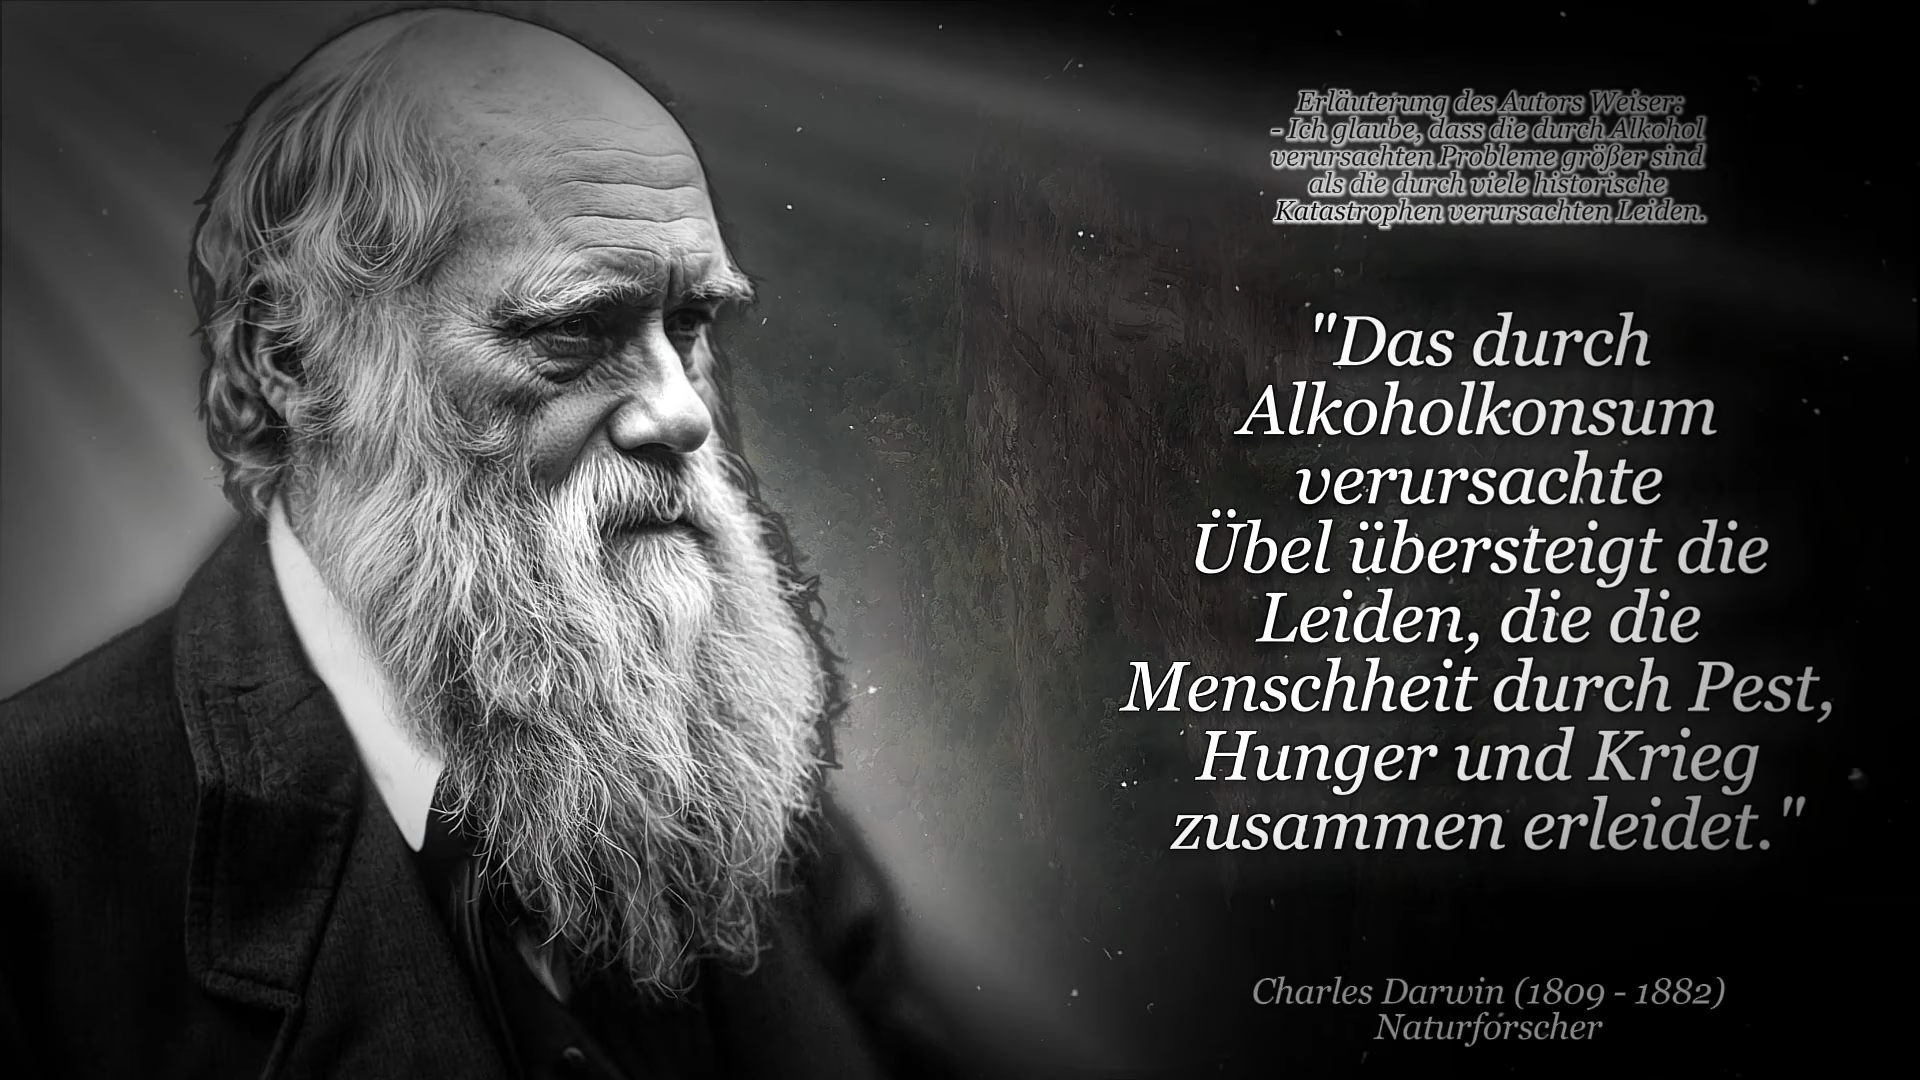 Erläuterung des Autors Weiser:
- Ich glaube, dass die durch Alkohol
verursachten Probleme größer sind
als die durch viele historische
Katastrophen verursachten Leiden.
"Das durch
Alkoholkonsum
verursachte
Übel übersteigt die
Leiden, die die
Menschheit durch Pest,
Hunger und Krieg
zusammen erleidet."
Charles Darwin (1809 - 1882)
Naturforscher